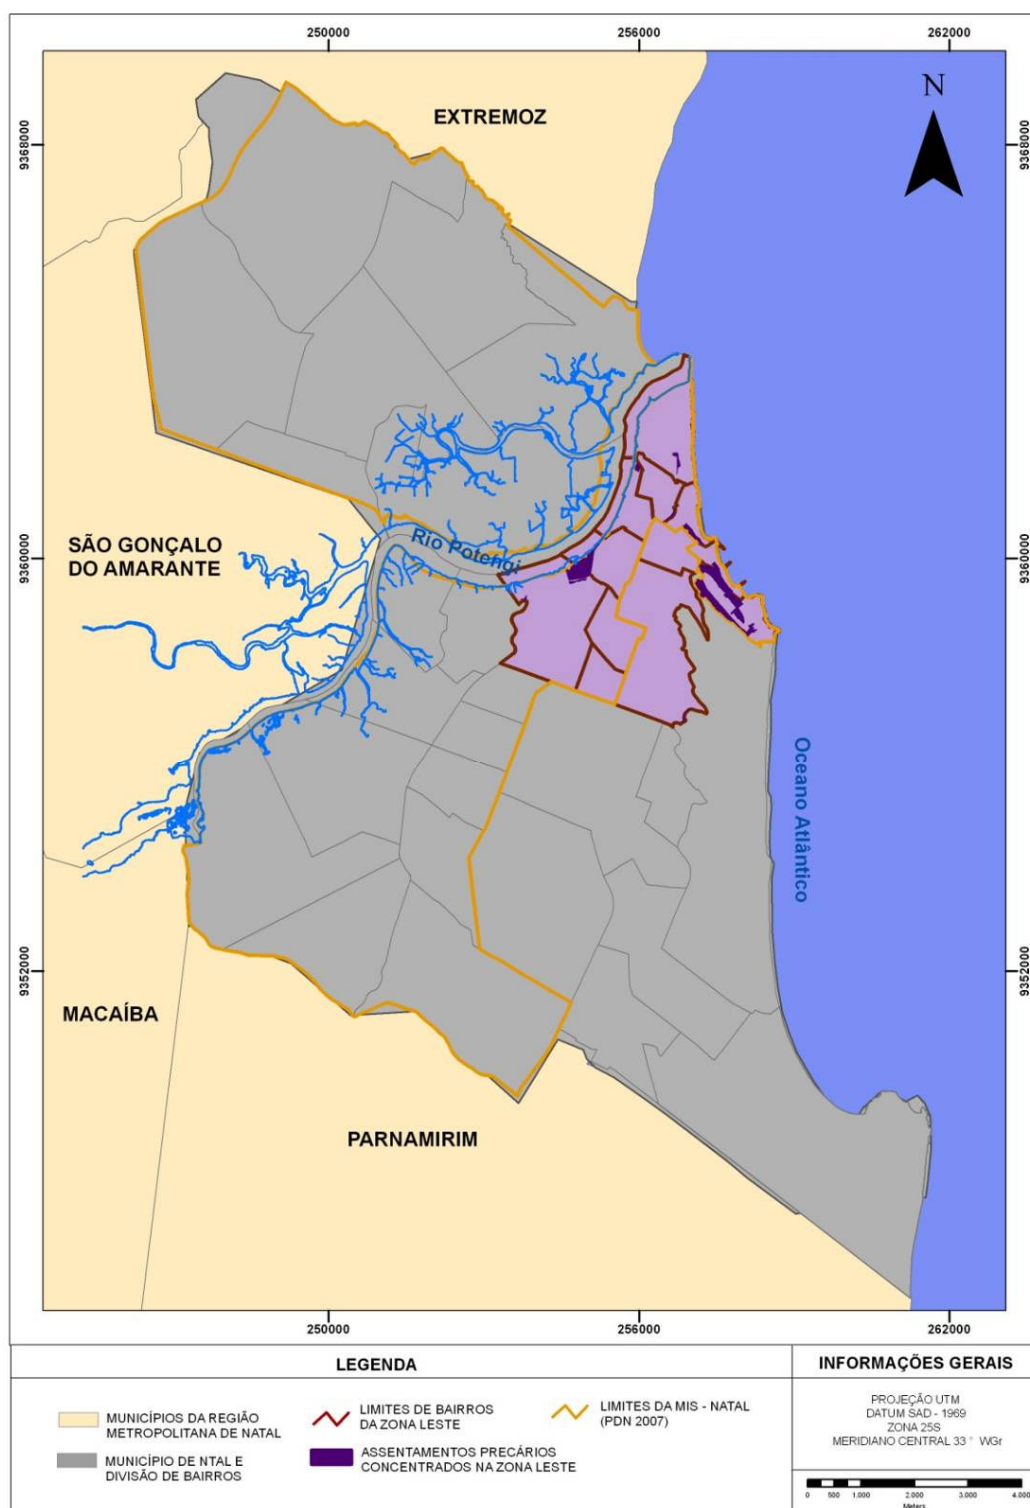 250000
256000
262000
N
EXTREMOZ
9368000
9368000
SÃO GONÇALO
DO AMARANTE
Rio Potengi
9360000
9360000
Oceano Atlântico
9352000
9352000
MACAÍBA
PARNAMIRIM
250000
256000
262000
LEGENDA
MUNICÍPIOS DA REGIÃO
METROPOLITANA DE NATAL
MUNICÍPIO DE NTAL E
DIVISÃO DE BAIRROS
LIMITES DE BAIRROS
DA ZONA LESTE
ASSENTAMENTOS PRECÁRIOS
CONCENTRADOS NA ZONA LESTE
LIMITES DA MIS - NATAL
(PDN 2007)
INFORMAÇÕES GERAIS
PROJEÇÃO UTM
DATUM SAD - 1969
ZONA 25S
MERIDIANO CENTRAL 33 ° WGr
0 500 1.000 2.000 3.000 4.000
Meters